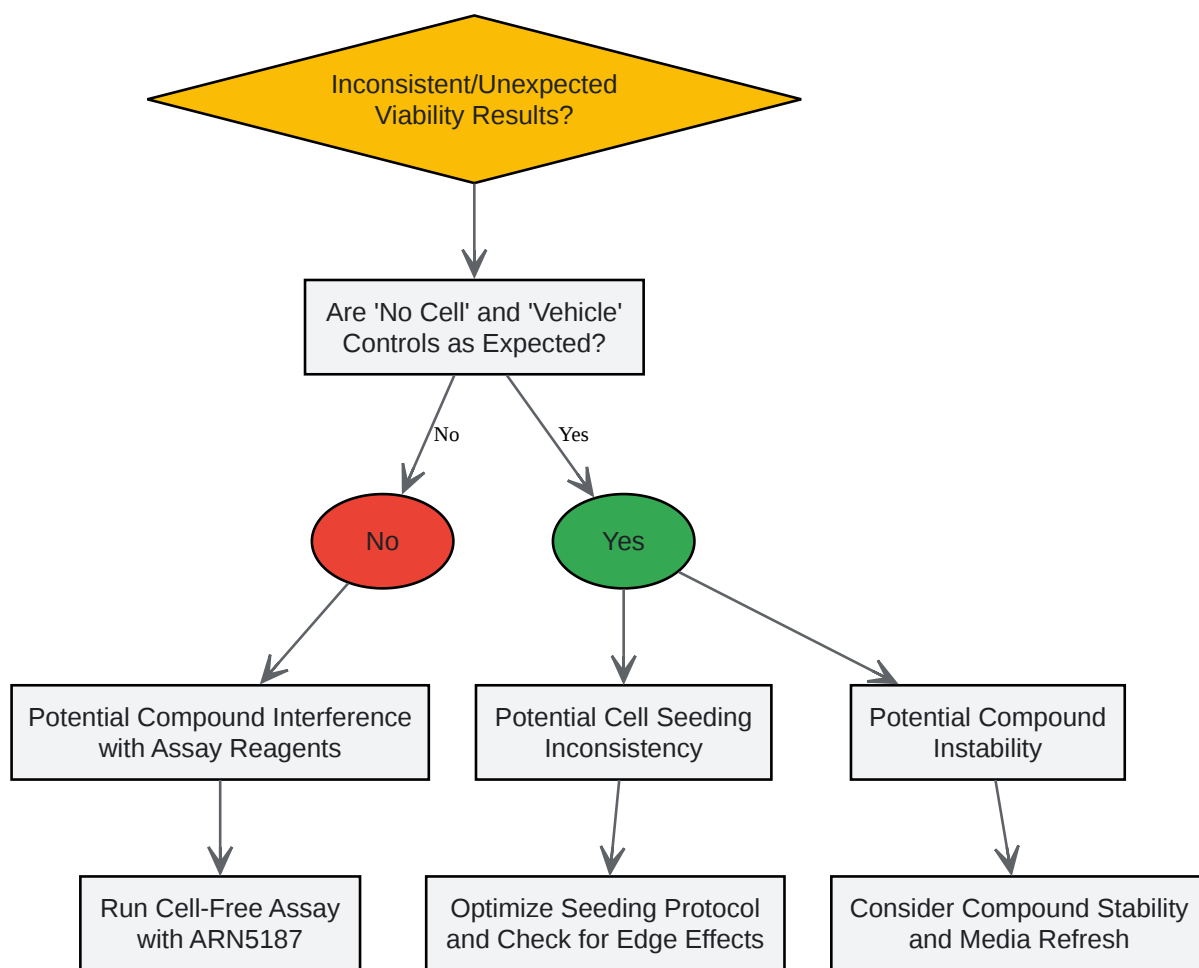 Inconsistent/Unexpected
Viability Results?
Are 'No Cell' and 'Vehicle'
Controls as Expected?
No
Yes
No
Yes
Potential Compound Interference
with Assay Reagents
Potential Cell Seeding
Inconsistency
Potential Compound
Instability
Run Cell-Free Assay
with ARN5187
Optimize Seeding Protocol
and Check for Edge Effects
Consider Compound Stability
and Media Refresh